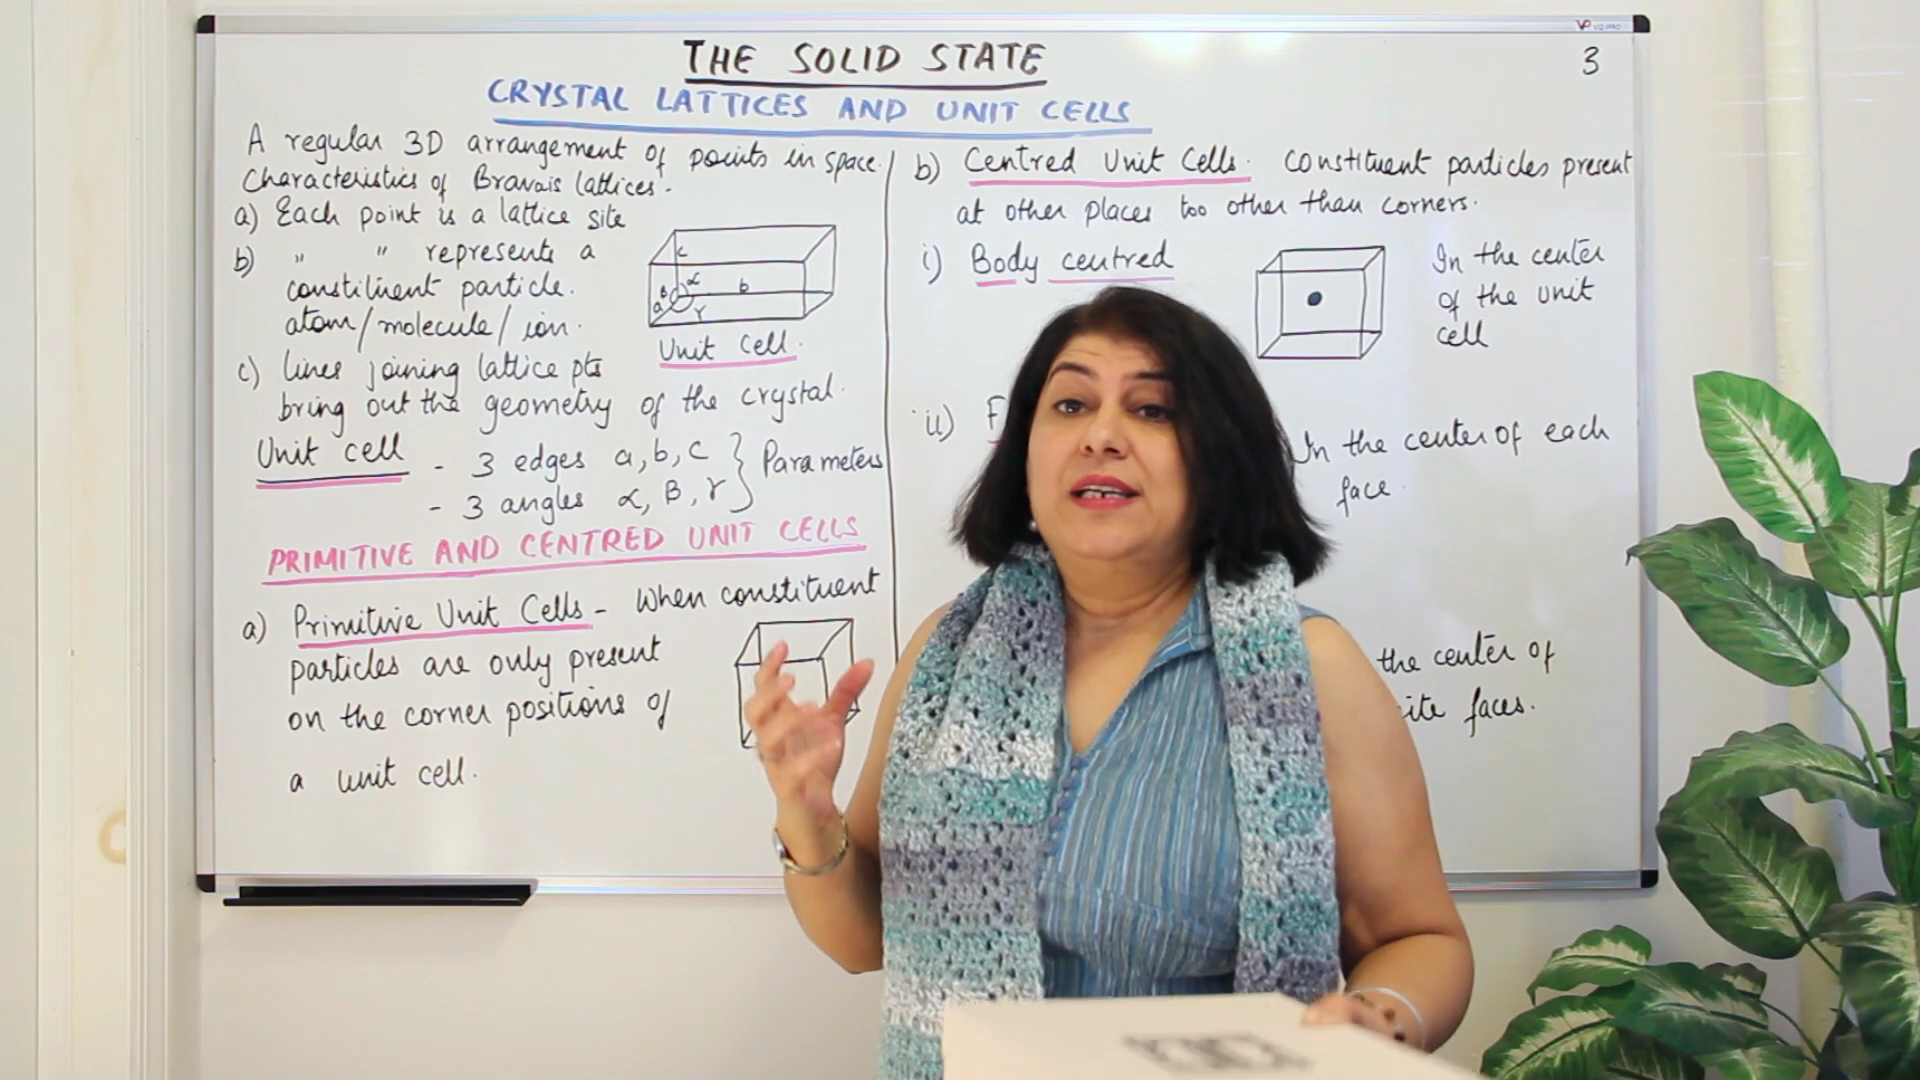 VIZ PRO
THE SOLID STATE
3
CRYSTAL LATTICES AND UNIT CELLS
A regular 3D arrangement of points in space.
Characteristics of Bravais lattices.
a) Each point is a lattice site
b) " " represents a
constituent particle.
atom/molecule/ion.
c) lines joining lattice pts
bring out the geometry of the crystal.
c
α
B
b
a
γ
Unit cell.
Unit cell - 3 edges a, b, c } Parameters
- 3 angles α, B, γ
PRIMITIVE AND CENTRED UNIT CELLS
a) Primitive Unit Cells - When constituent
particles are only present
on the corner positions of
a unit cell.
b) Centred Unit Cells. constituent particles present
at other places too other than corners.
i) Body centred
In the center
of the unit
cell
ii) F
In the center of each
face.
the center of
ite faces.